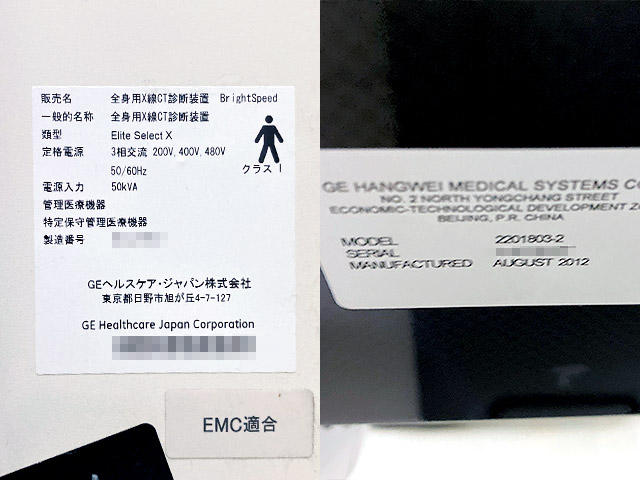 販売名 全身用X線CT診断装置 BrightSpeed
一般的名称 全身用X線CT診断装置
類型 Elite Select X
定格電源 3相交流 200V,400V,480V
50/60Hz
クラス I
電源入力 50kVA
管理医療機器
特定保守管理医療機器
製造番号
GEヘルスケア・ジャパン株式会社
東京都日野市旭が丘4-7-127
GE Healthcare Japan Corporation
EMC適合
GE HANGWEI MEDICAL SYSTEMS
NO. 2 NORTH YONGCHANG STREET
ECONOMIC-TECHNOLOGICAL DEVELOPMENT
BEIJING, P.R. CHINA
MODEL 2201803-2
SERIAL
MANUFACTURED AUGUST 2012